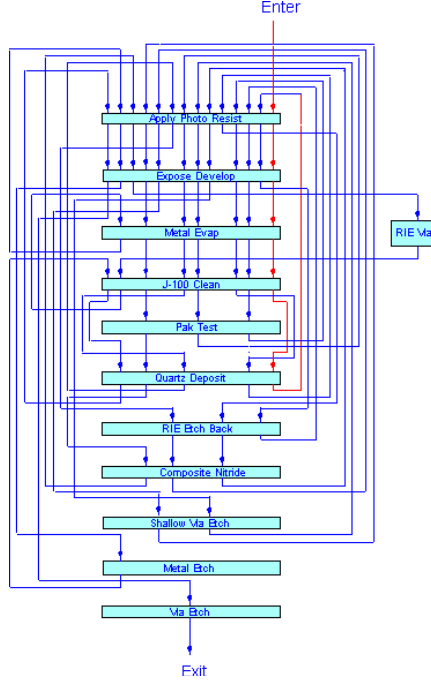 Enter
Apply Photo Resist
Expose Develop
Metal Evap
RIE Via
J-100 Clean
Pak Test
Quartz Deposit
RIE Etch Back
Composite Nitride
Shallow Via Etch
Metal Etch
Via Etch
Exit